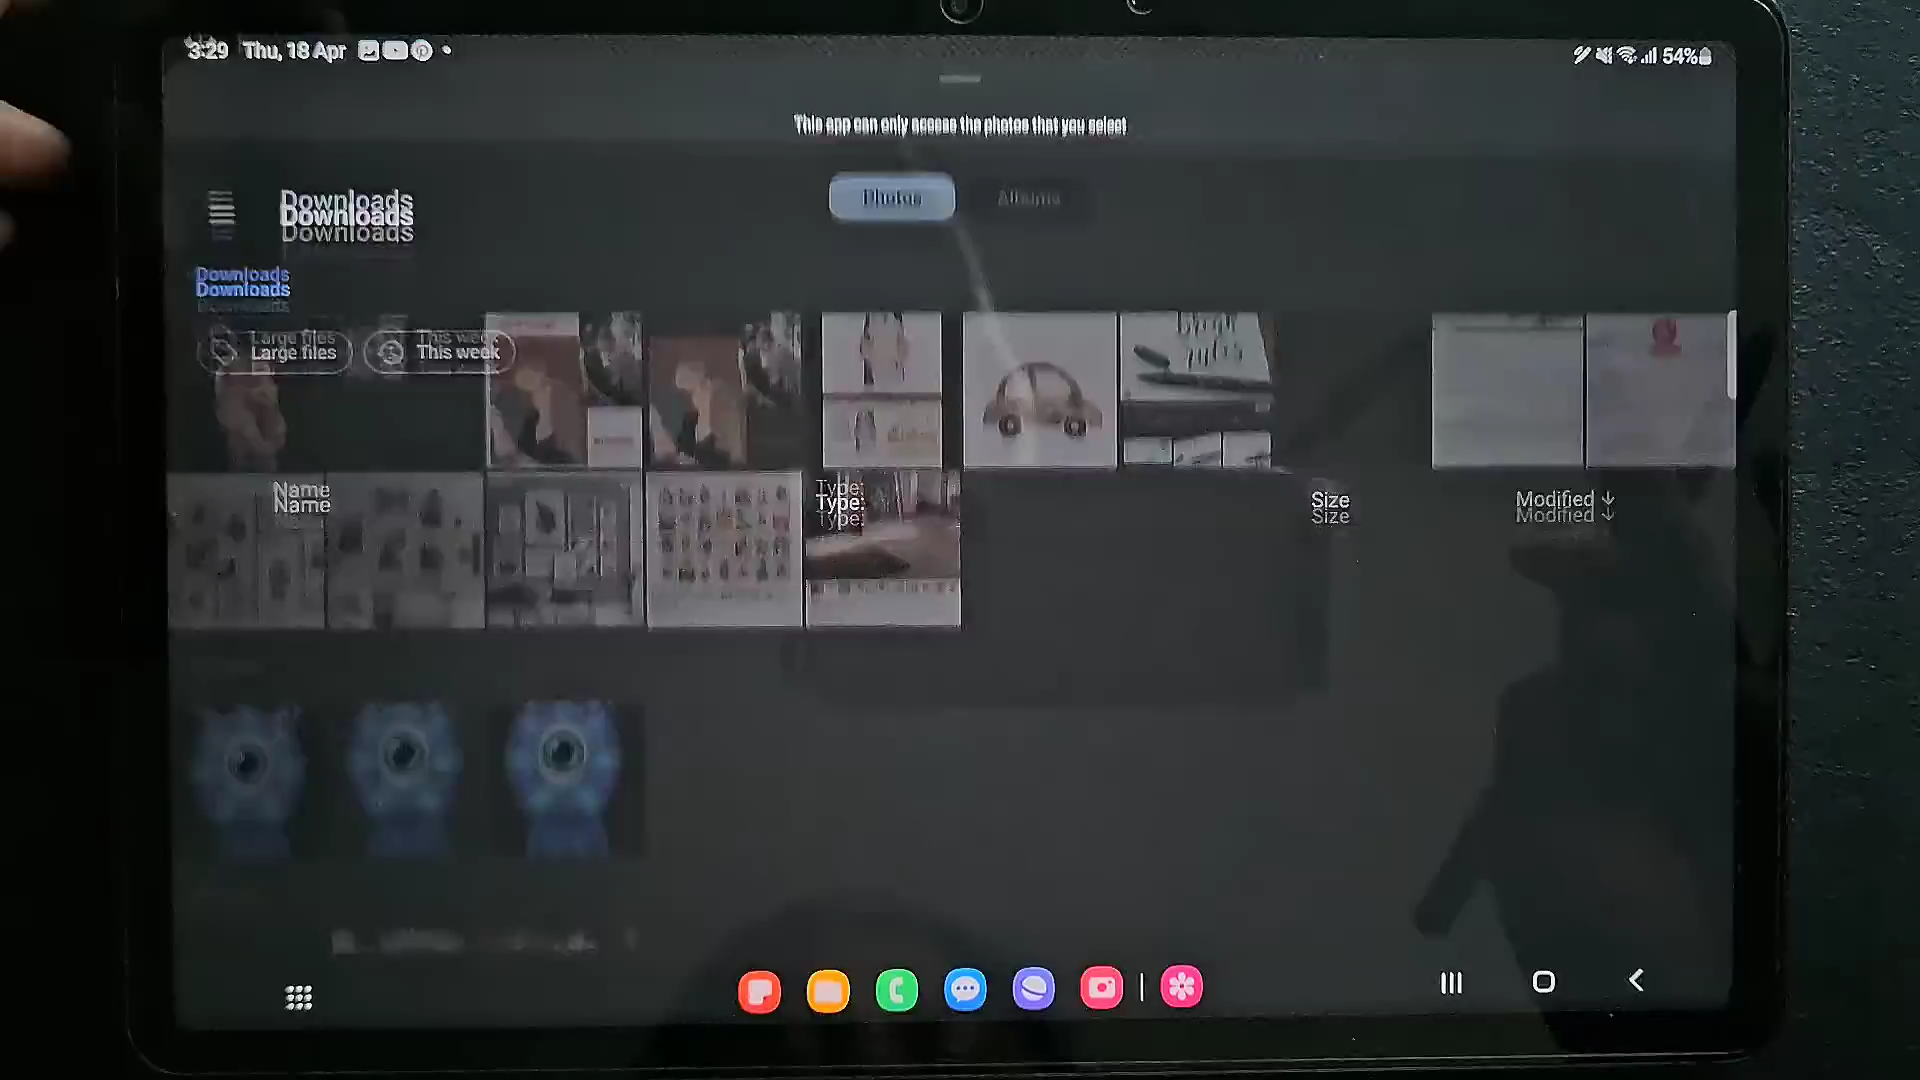 3:29 Thu, 18 Apr
54%
This app can only access the photos that you select
Photos Albums
Downloads
Downloads
Large files This week
Name Type: Size Modified ↓